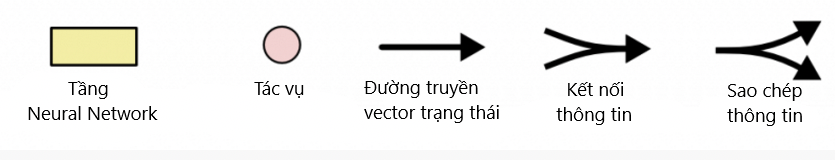 Tầng
Neural Network
Tác vụ
Đường truyền
vector trạng thái
Kết nối
thông tin
Sao chép
thông tin